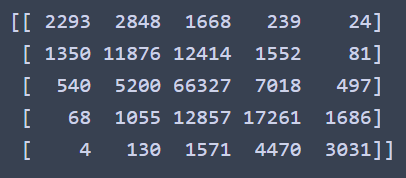 [[ 2293 2848 1668 239 24]
[ 1350 11876 12414 1552 81]
[ 540 5200 66327 7018 497]
[ 68 1055 12857 17261 1686]
[ 4 130 1571 4470 3031]]